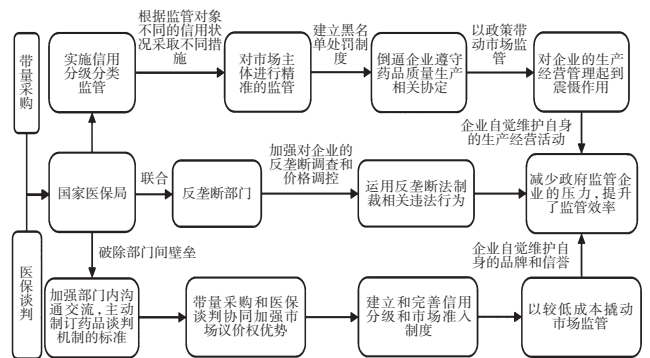 带量采购
实施信用
分级分类
监管
根据监管对象
不同的信用状
况采取不同措
施
对市场主
体进行精
准的监管
建立黑名
单处罚制
度
倒逼企业遵守
药品质量生产
相关协定
以政策带
动市场监
管
对企业的生产
经营管理起到
震慑作用
企业自觉维护自身
的生产经营活动
国家医保局
联合
反垄断部门
加强对企业的
反垄断调查和
价格调控
运用反垄断法制
裁相关违法行为
减少政府监管企
业的压力,提升
了监管效率
医保谈判
破除部门间壁垒
加强部门内沟
通交流,主动
制订药品谈判
机制的标准
带量采购和医保
谈判协同加强市
场议价权优势
建立和完善信用
分级和市场准入
制度
企业自觉维护自
身的品牌和信誉
以较低成本撬动
市场监管